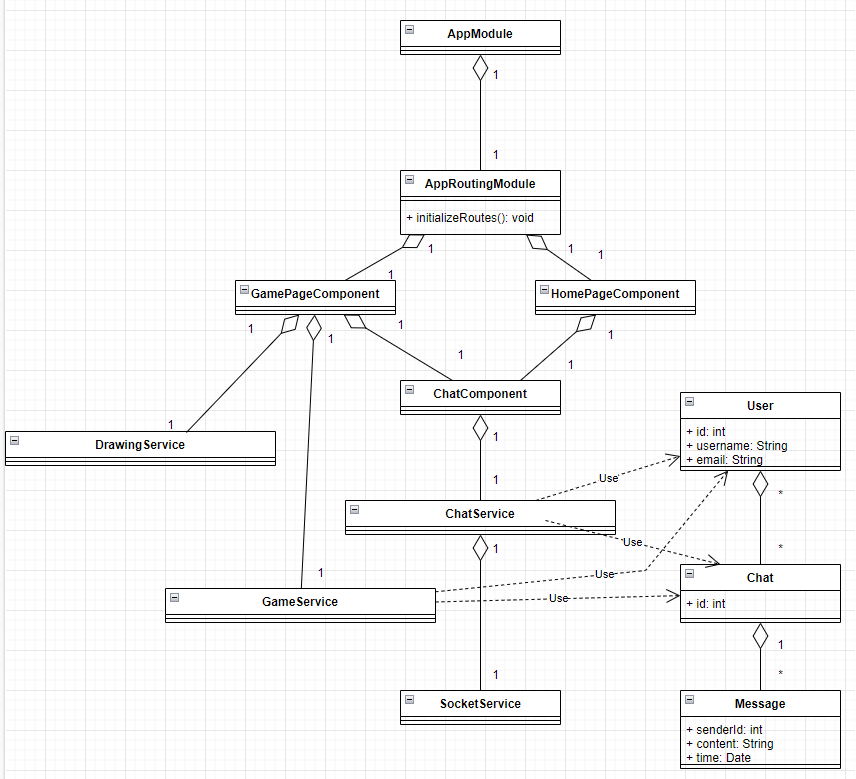 AppModule
1
1
AppRoutingModule
+ initializeRoutes(): void
1
1
1
1
GamePageComponent
HomePageComponent
1
1
1
1
1
1
ChatComponent
User
+ id: int
+ username: String
+ email: String
1
DrawingService
1
1
Use
*
ChatService
Use
1
*
1
Use
Chat
+ id: int
GameService
Use
1
*
1
SocketService
Message
+ senderId: int
+ content: String
+ time: Date